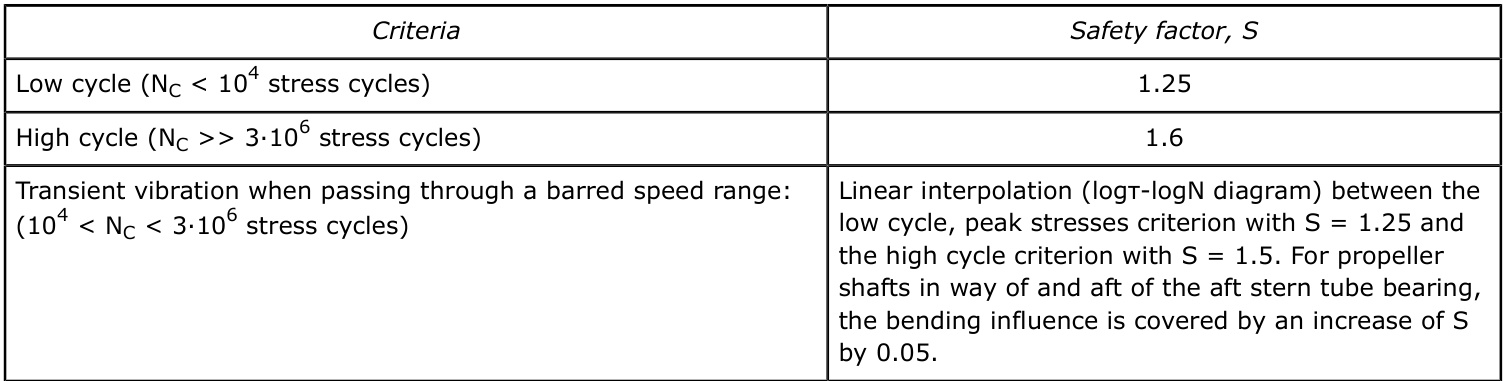 Criteria
Safety factor, S
Low cycle (N_C < 10^4 stress cycles)
1.25
High cycle (N_C >> 3·10^6 stress cycles)
1.6
Transient vibration when passing through a barred speed range:
(10^4 < N_C < 3·10^6 stress cycles)
Linear interpolation (logτ-logN diagram) between the
low cycle, peak stresses criterion with S = 1.25 and
the high cycle criterion with S = 1.5. For propeller
shafts in way of and aft of the aft stern tube bearing,
the bending influence is covered by an increase of S
by 0.05.